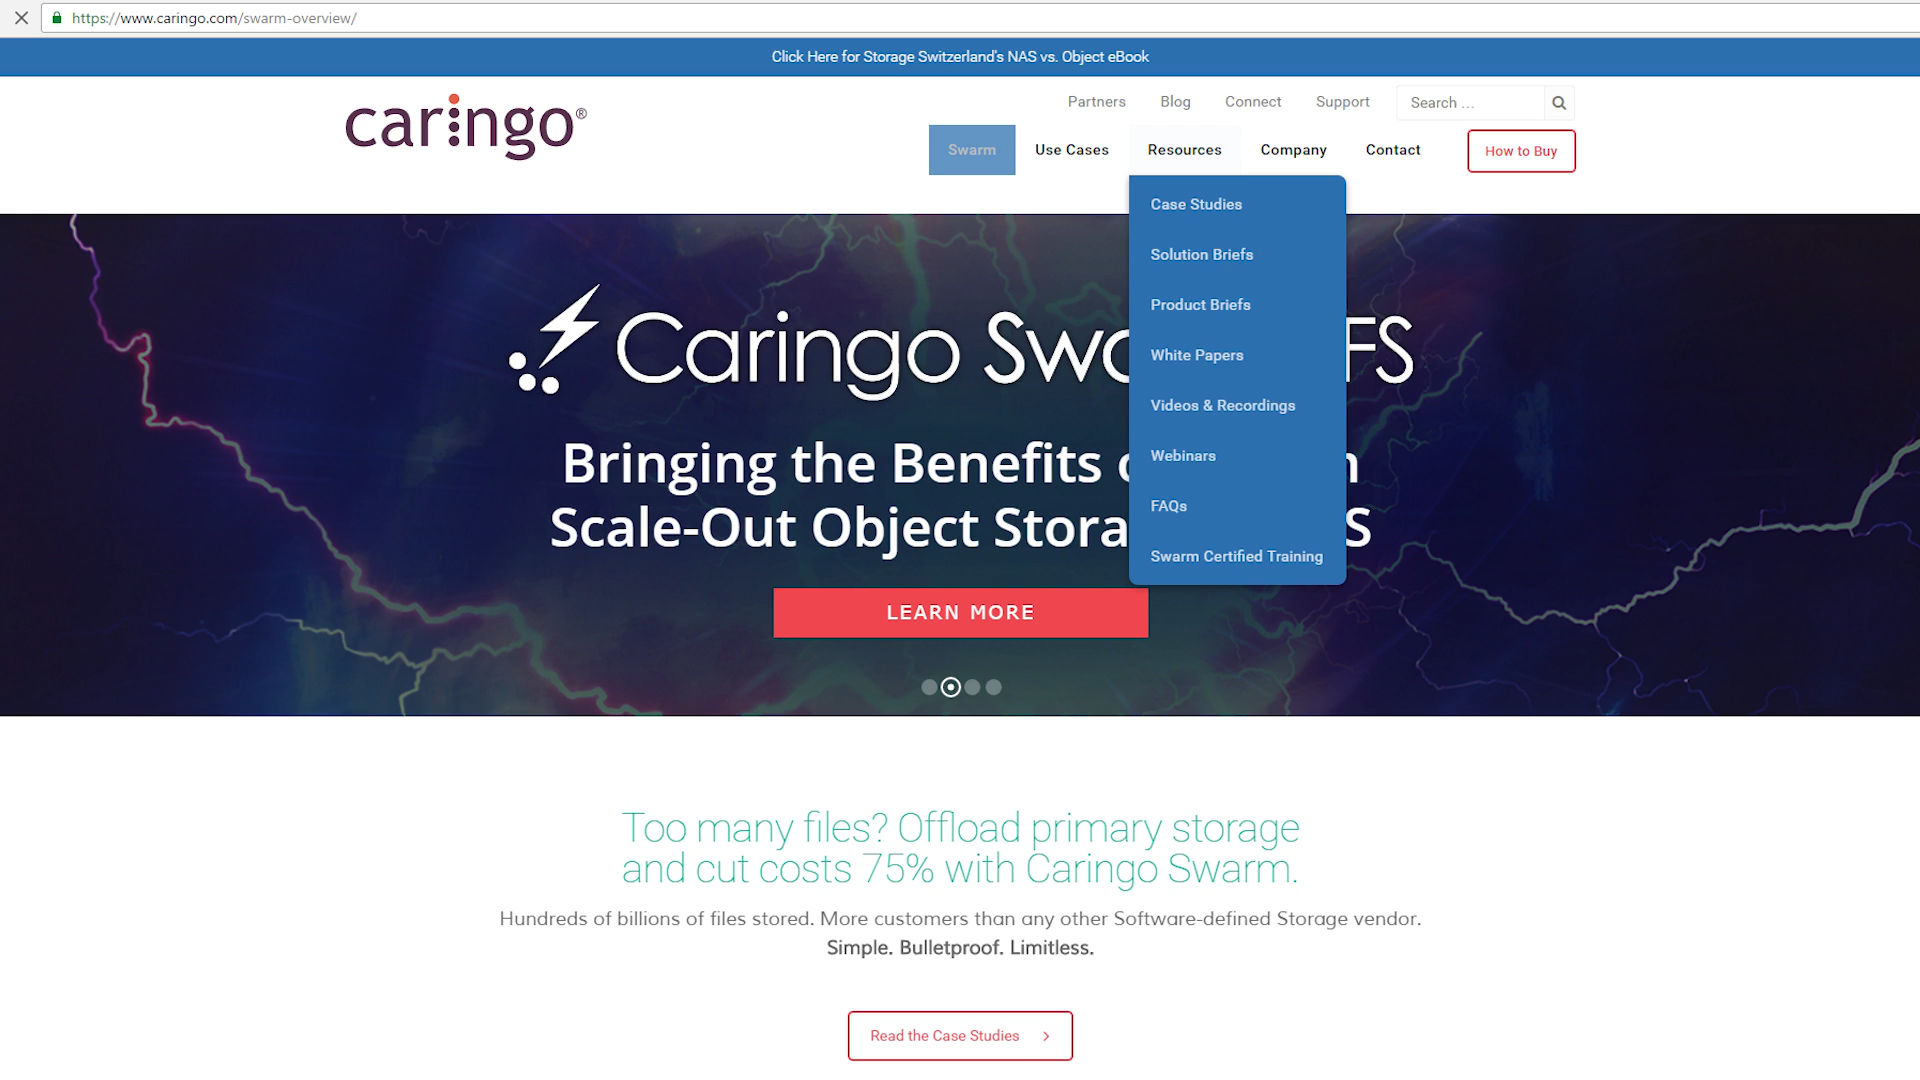 https://www.caringo.com/swarm-overview/
Click Here for Storage Switzerland's NAS vs. Object eBook
caringo®
Partners Blog Connect Support Search ...
Swarm Use Cases Resources Company Contact How to Buy
Case Studies
Solution Briefs
Product Briefs
White Papers
Videos & Recordings
Webinars
FAQs
Swarm Certified Training
Caringo Swa FS
Bringing the Benefits
Scale-Out Object Stora S
LEARN MORE
Too many files? Offload primary storage
and cut costs 75% with Caringo Swarm.
Hundreds of billions of files stored. More customers than any other Software-defined Storage vendor.
Simple. Bulletproof. Limitless.
Read the Case Studies >